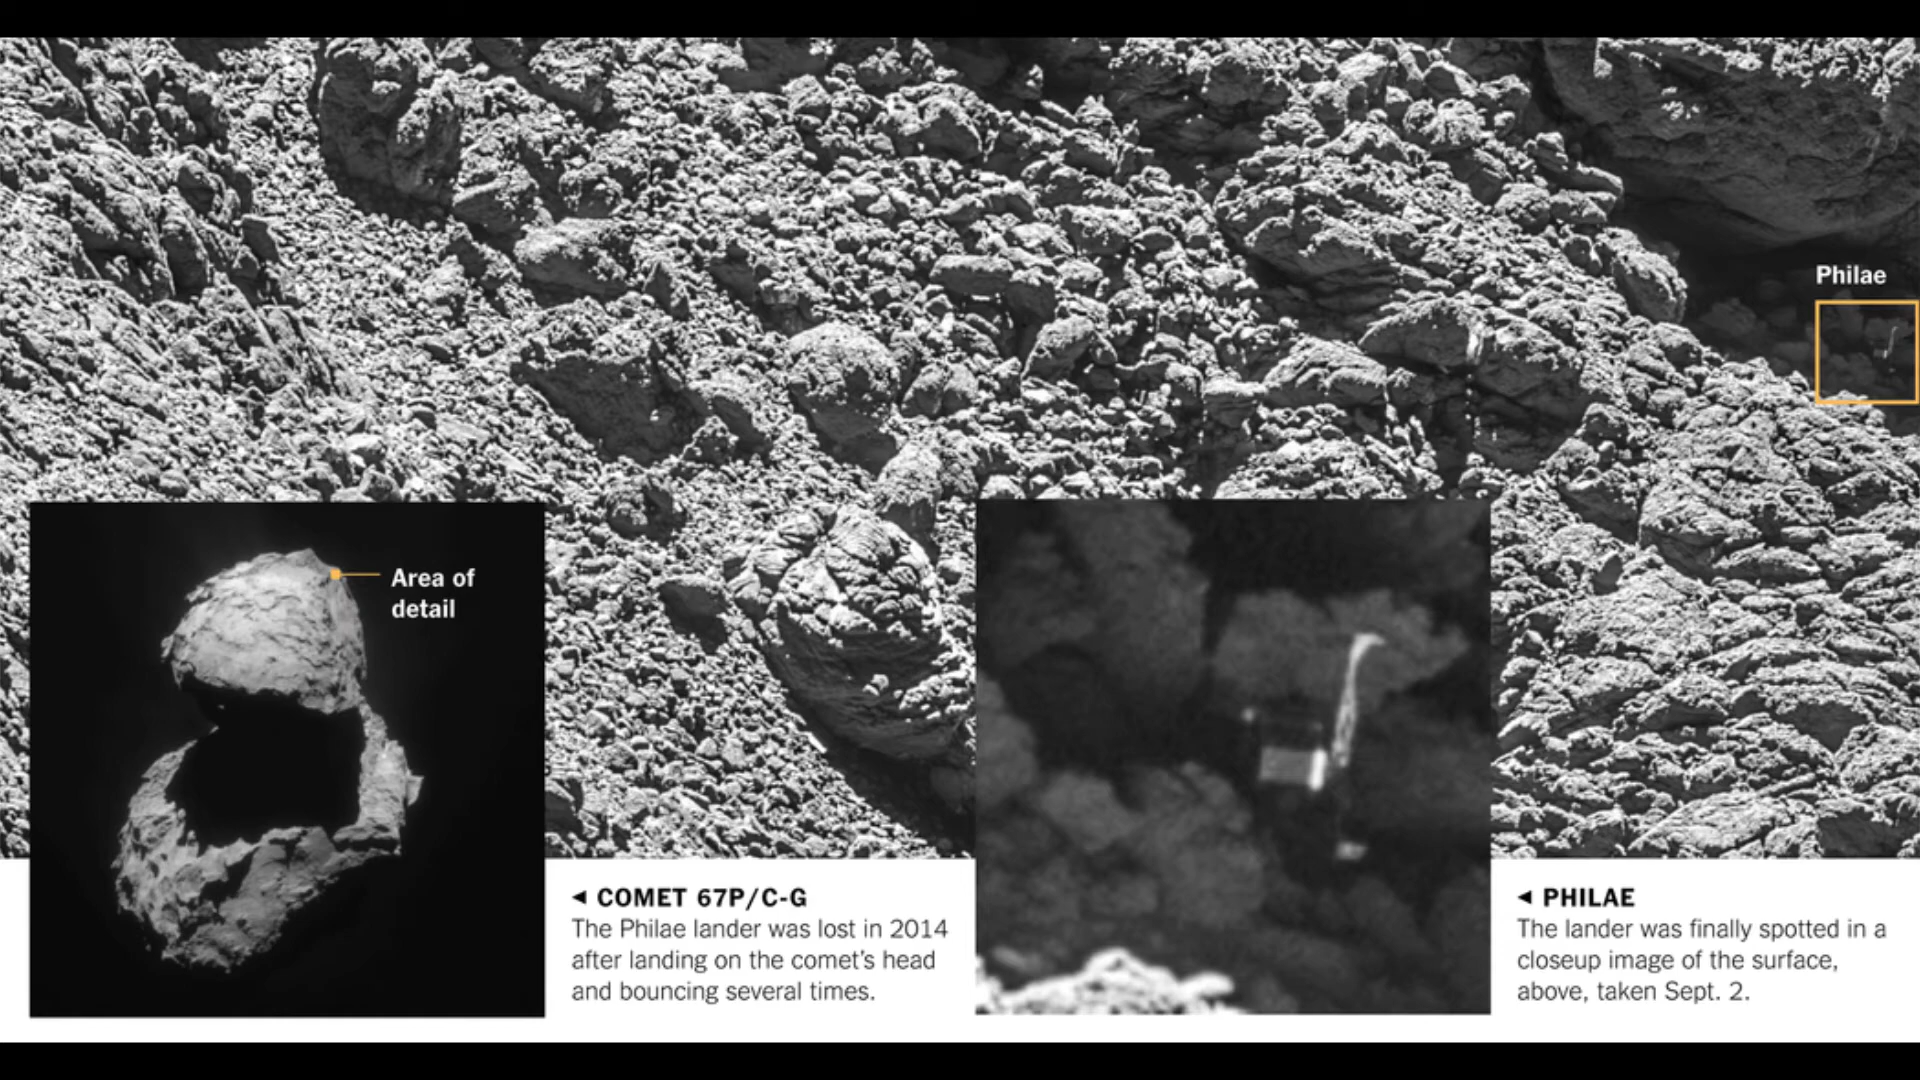 Philae
Area of
detail
◄ COMET 67P/C-G
The Philae lander was lost in 2014
after landing on the comet's head
and bouncing several times.
◄ PHILAE
The lander was finally spotted in a
closeup image of the surface,
above, taken Sept. 2.